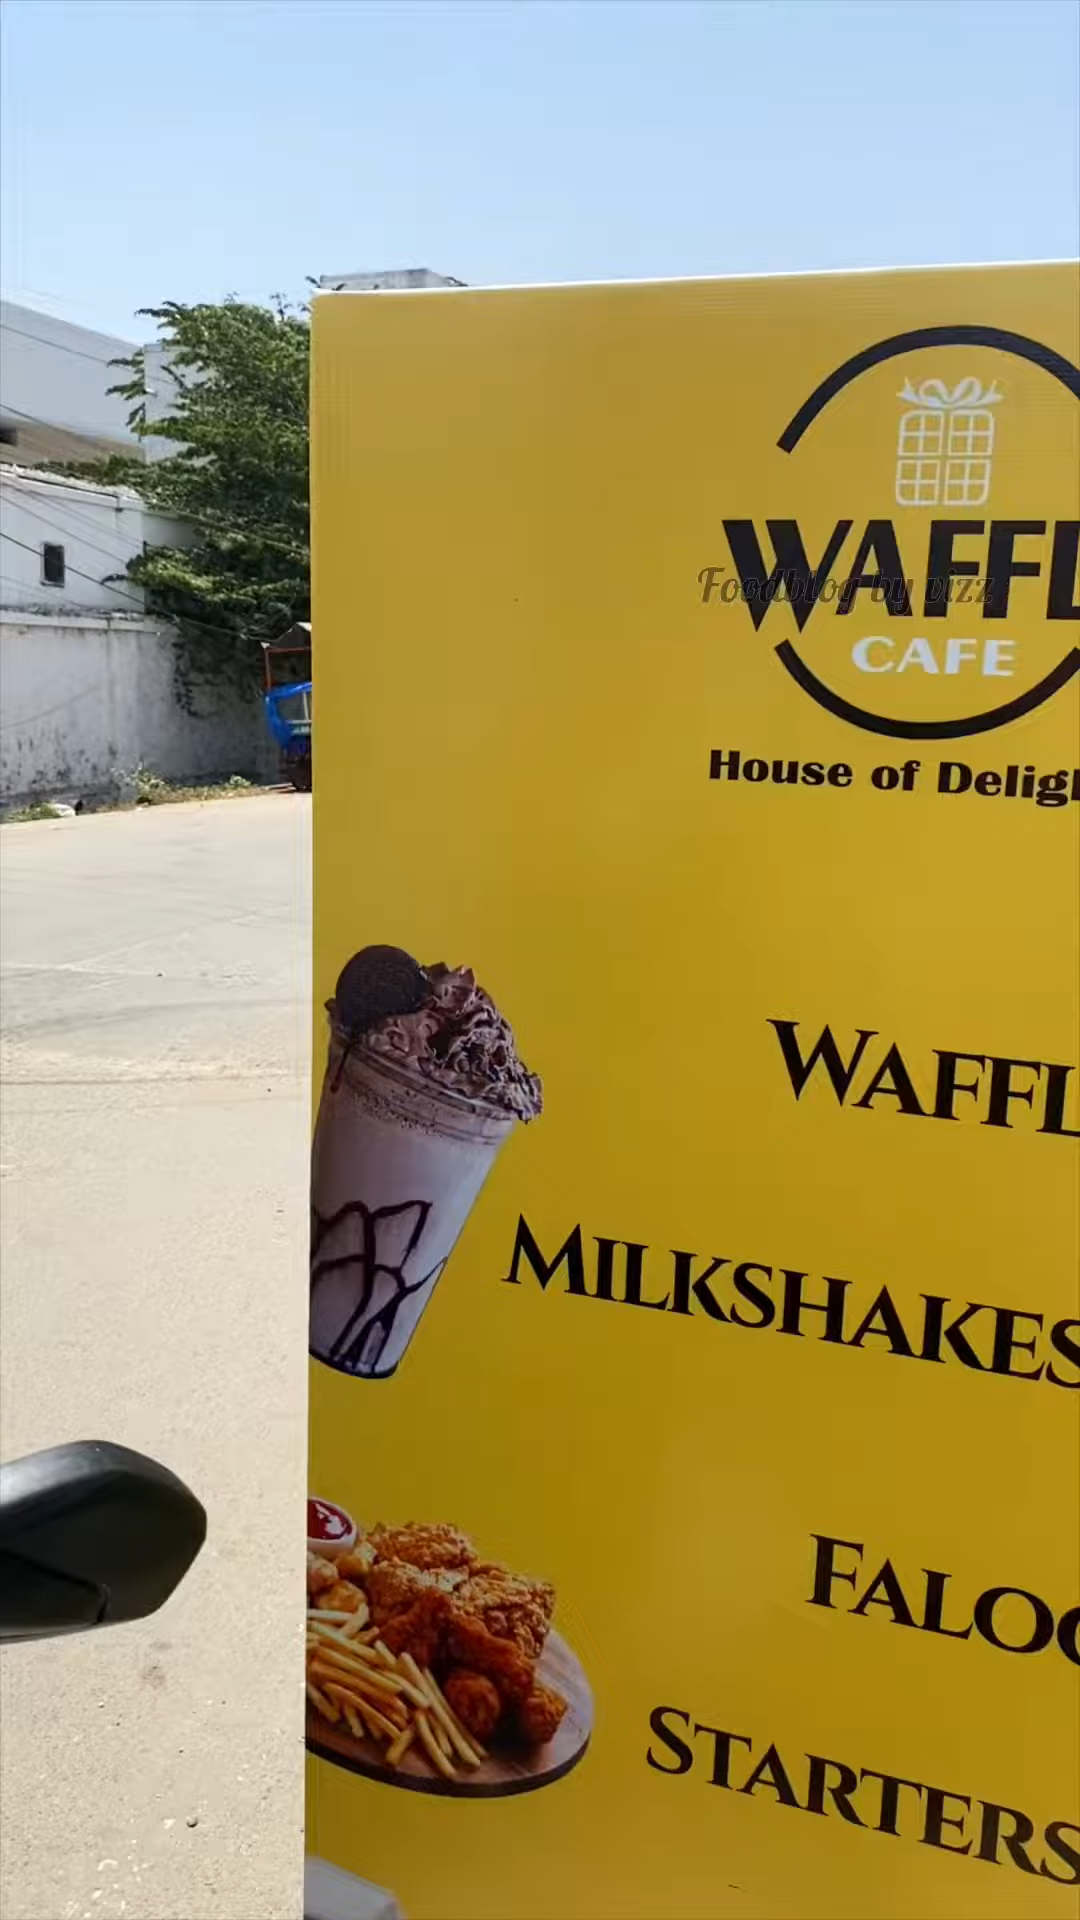 WAFFL
Foodblog by vizz
CAFE
House of Deligh
WAFFL
MILKSHAKES
FALOO
STARTERS